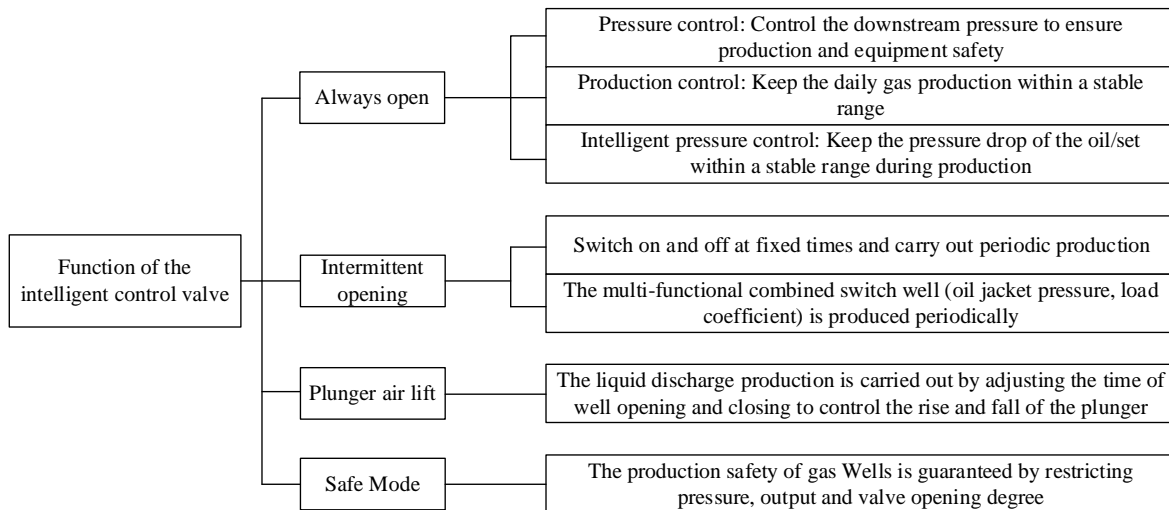 Function of the
intelligent control valve
Always open
Pressure control: Control the downstream pressure to ensure
production and equipment safety
Production control: Keep the daily gas production within a stable
range
Intelligent pressure control: Keep the pressure drop of the oil/set
within a stable range during production
Intermittent
opening
Switch on and off at fixed times and carry out periodic production
The multi-functional combined switch well (oil jacket pressure, load
coefficient) is produced periodically
Plunger air lift
The liquid discharge production is carried out by adjusting the time of
well opening and closing to control the rise and fall of the plunger
Safe Mode
The production safety of gas Wells is guaranteed by restricting
pressure, output and valve opening degree